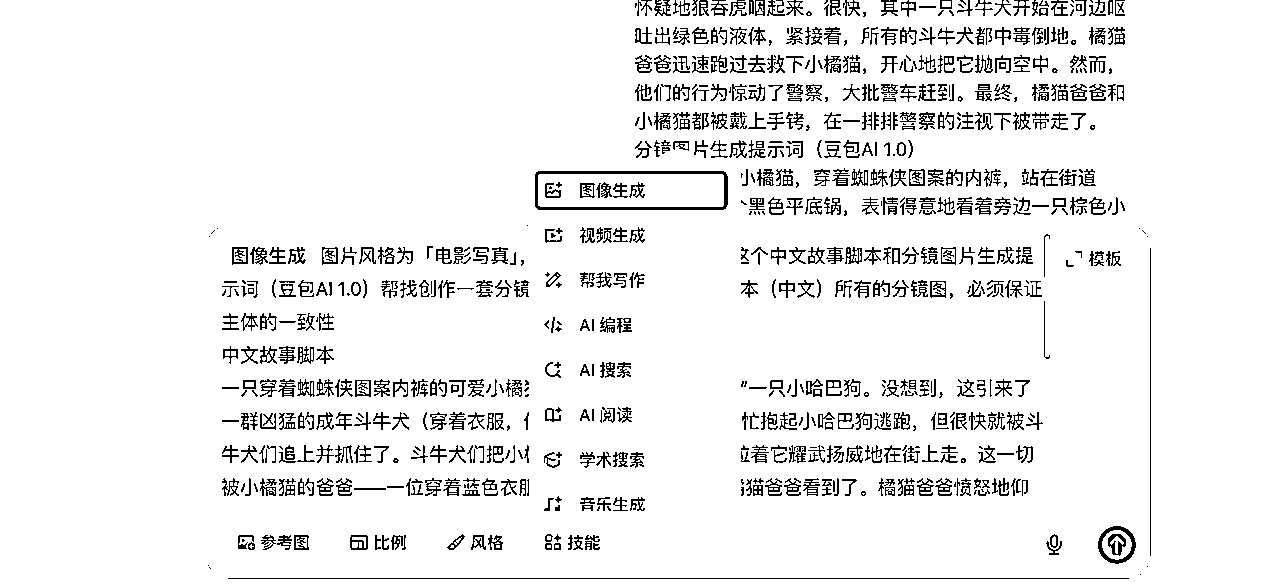 怀疑地狼吞虎咽起来。很快，其中一只斗牛犬开始在河边呕
吐出绿色的液体，紧接着，所有的斗牛犬都中毒倒地。橘猫
爸爸迅速跑过去救下小橘猫，开心地把它抛向空中。然而，
他们的行为惊动了警察，大批警车赶到。最终，橘猫爸爸和
小橘猫都被戴上手铐，在一排排警察的注视下被带走了。
分镜图片生成提示词（豆包AI 1.0）
小橘猫，穿着蜘蛛侠图案的内裤，站在街道
黑色平底锅，表情得意地看着旁边一只棕色小
图像生成
视频生成
帮我写作
AI 编程
AI 搜索
AI 阅读
学术搜索
音乐生成
图像生成 图片风格为「电影写真」， 这个中文故事脚本和分镜图片生成提
示词（豆包AI 1.0）帮找创作一套分镜 本（中文）所有的分镜图，必须保证
主体的一致性
中文故事脚本
一只穿着蜘蛛侠图案内裤的可爱小橘 ”一只小哈巴狗。没想到，这引来了
一群凶猛的成年斗牛犬（穿着衣服， 忙抱起小哈巴狗逃跑，但很快就被斗
牛犬们追上并抓住了。斗牛犬们把小 着它耀武扬威地在街上走。这一切
被小橘猫的爸爸——一位穿着蓝色衣服 猫爸爸看到了。橘猫爸爸愤怒地仰
模板
参考图 比例 风格 技能